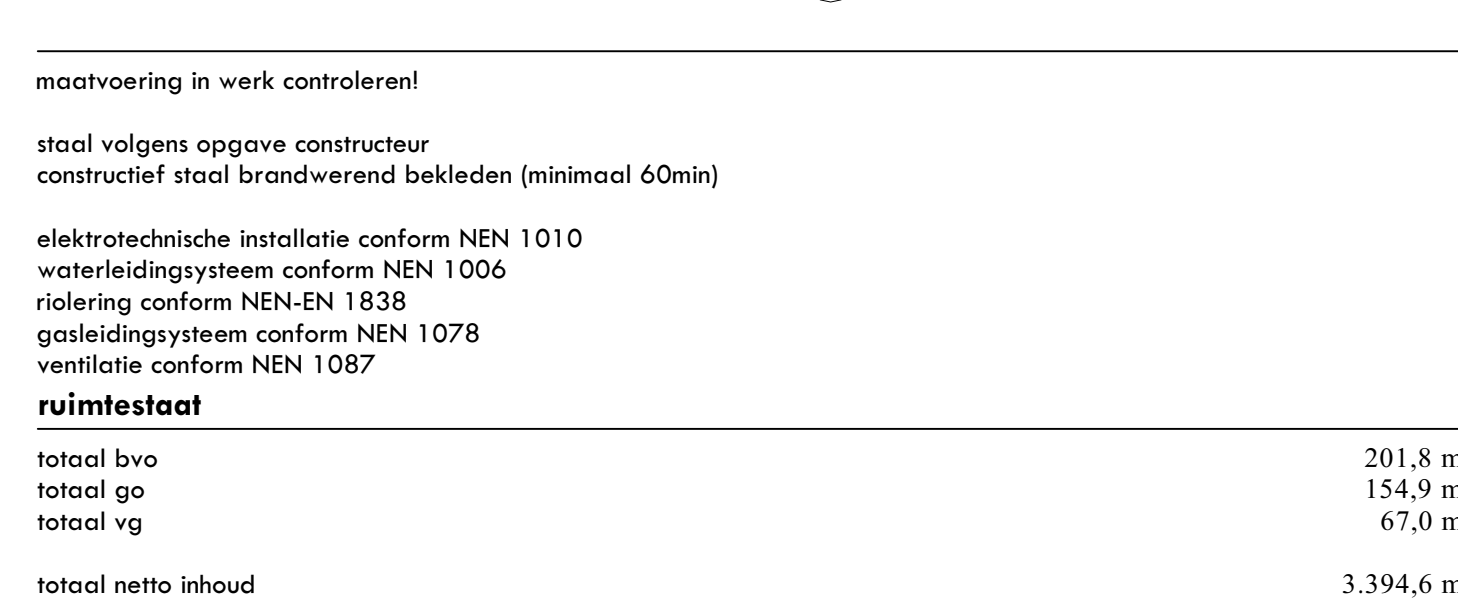 maatvoering in werk controleren!
staal volgens opgave constructeur
constructief staal brandwerend bekleden (minimaal 60min)
elektrotechnische installatie conform NEN 1010
waterleidingsysteem conform NEN 1006
riolering conform NEN-EN 1838
gasleidingsysteem conform NEN 1078
ventilatie conform NEN 1087
ruimtestaat
totaal bvo 201,8 m
totaal go 154,9 m
totaal vg 67,0 m
totaal netto inhoud 3.394,6 m